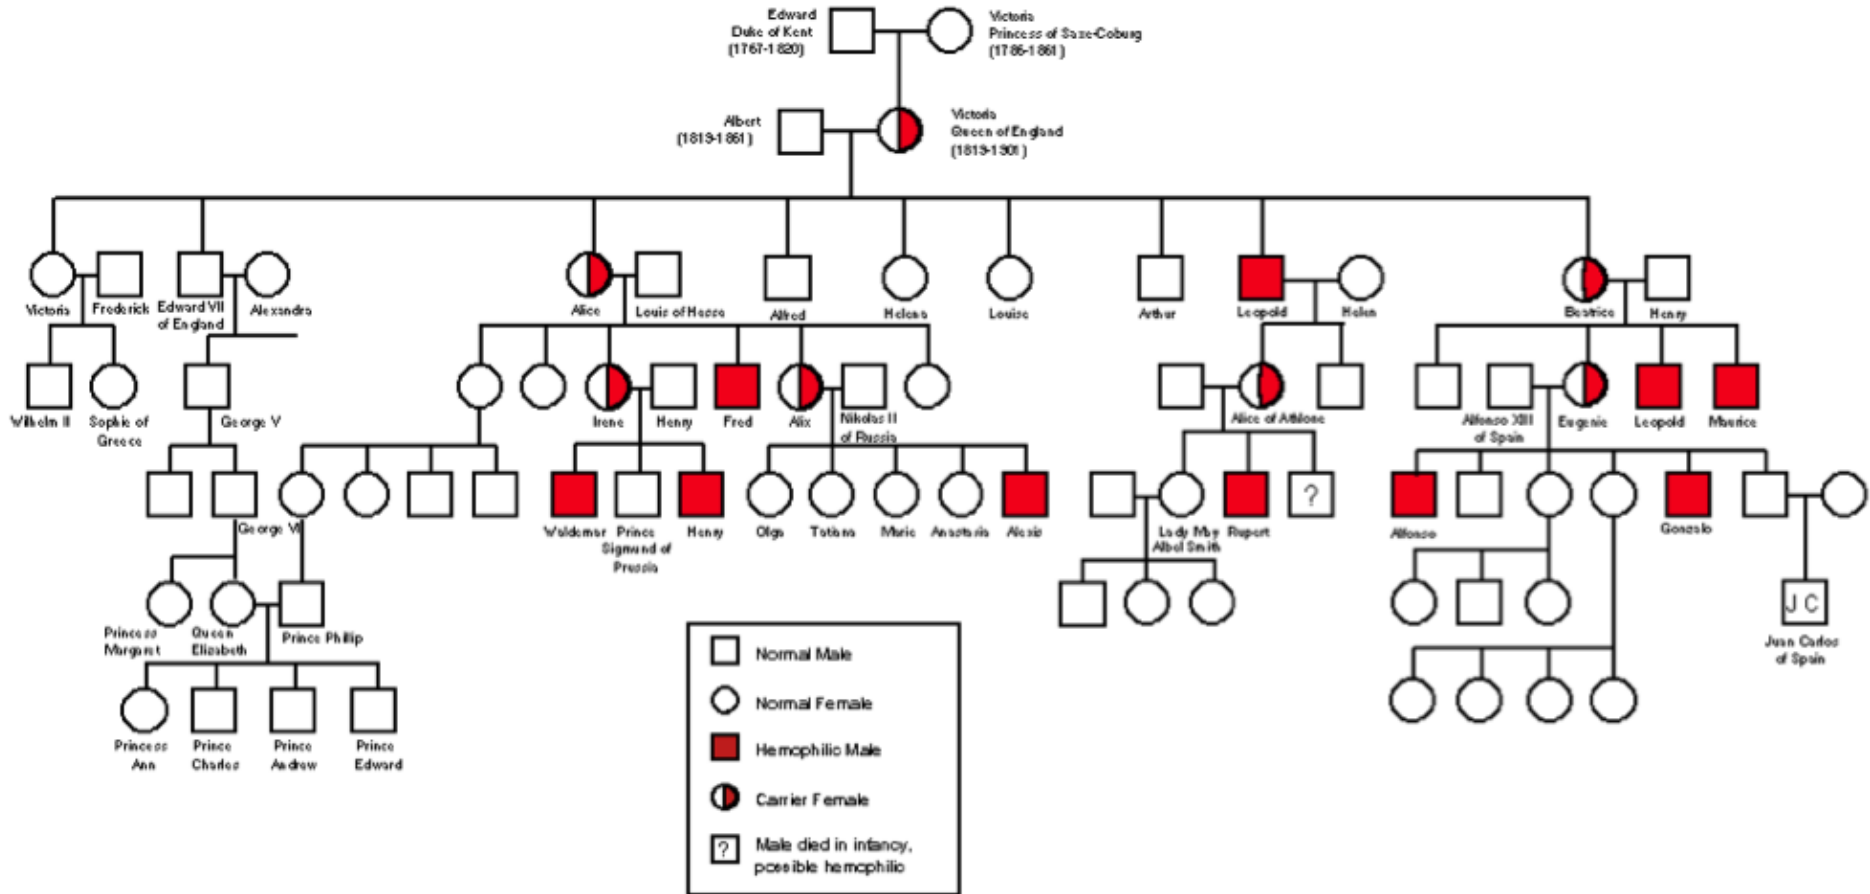 Edward
Duke of Kent
(1767-1820)
Victoria
Princess of Saxe-Coburg
(1786-1861)
Albert
(1819-1861)
Victoria
Queen of England
(1819-1901)
Victoria
Frederick
Edward VII
of England
Alexandra
Alice
Louis of Hesse
Alfred
Helena
Louise
Arthur
Leopold
Helen
Beatrice
Henry
Wilhelm II
Sophie of
Greece
George V
Irene
Henry
Fred
Alix
Nikolas II
of Russia
Alice of Athlone
Alfonso XIII
of Spain
Eugenie
Leopold
Maurice
George VI
Waldemar
Prince
Sigmund of
Prussia
Henry
Olga
Tatiana
Marie
Anastasia
Alexis
Lady May
Abel Smith
Rupert
?
Alfonso
Gonzalo
Princess
Margaret
Queen
Elizabeth
Prince Phillip
J C
Juan Carlos
of Spain
Princess
Ann
Prince
Charles
Prince
Andrew
Prince
Edward
Normal Male
Normal Female
Hemophilic Male
Carrier Female
?
Male died in infancy,
possible hemophilic